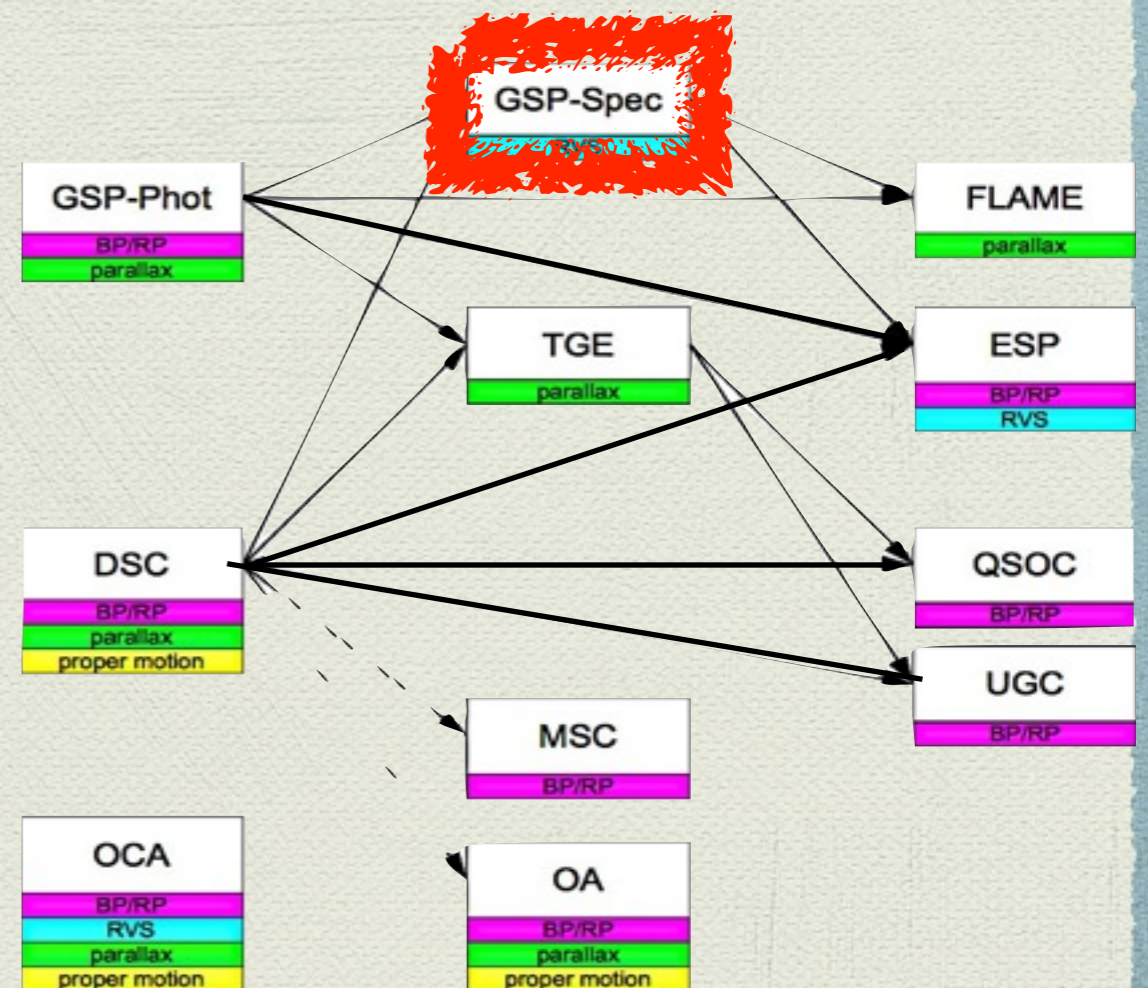 GSP-Spec
RVS
GSP-Phot
BP/RP
parallax
FLAME
parallax
TGE
parallax
ESP
BP/RP
RVS
DSC
BP/RP
parallax
proper motion
QSOC
BP/RP
UGC
BP/RP
MSC
BP/RP
OCA
BP/RP
RVS
parallax
proper motion
OA
BP/RP
parallax
proper motion